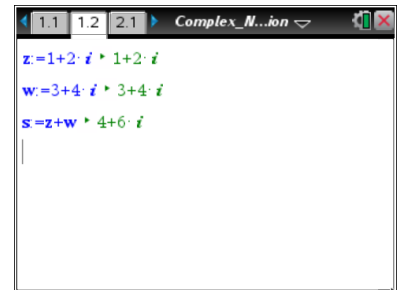 1.1 1.2 2.1 Complex_N...ion
z:=1+2·i ▸ 1+2·i
w:=3+4·i ▸ 3+4·i
s:=z+w ▸ 4+6·i